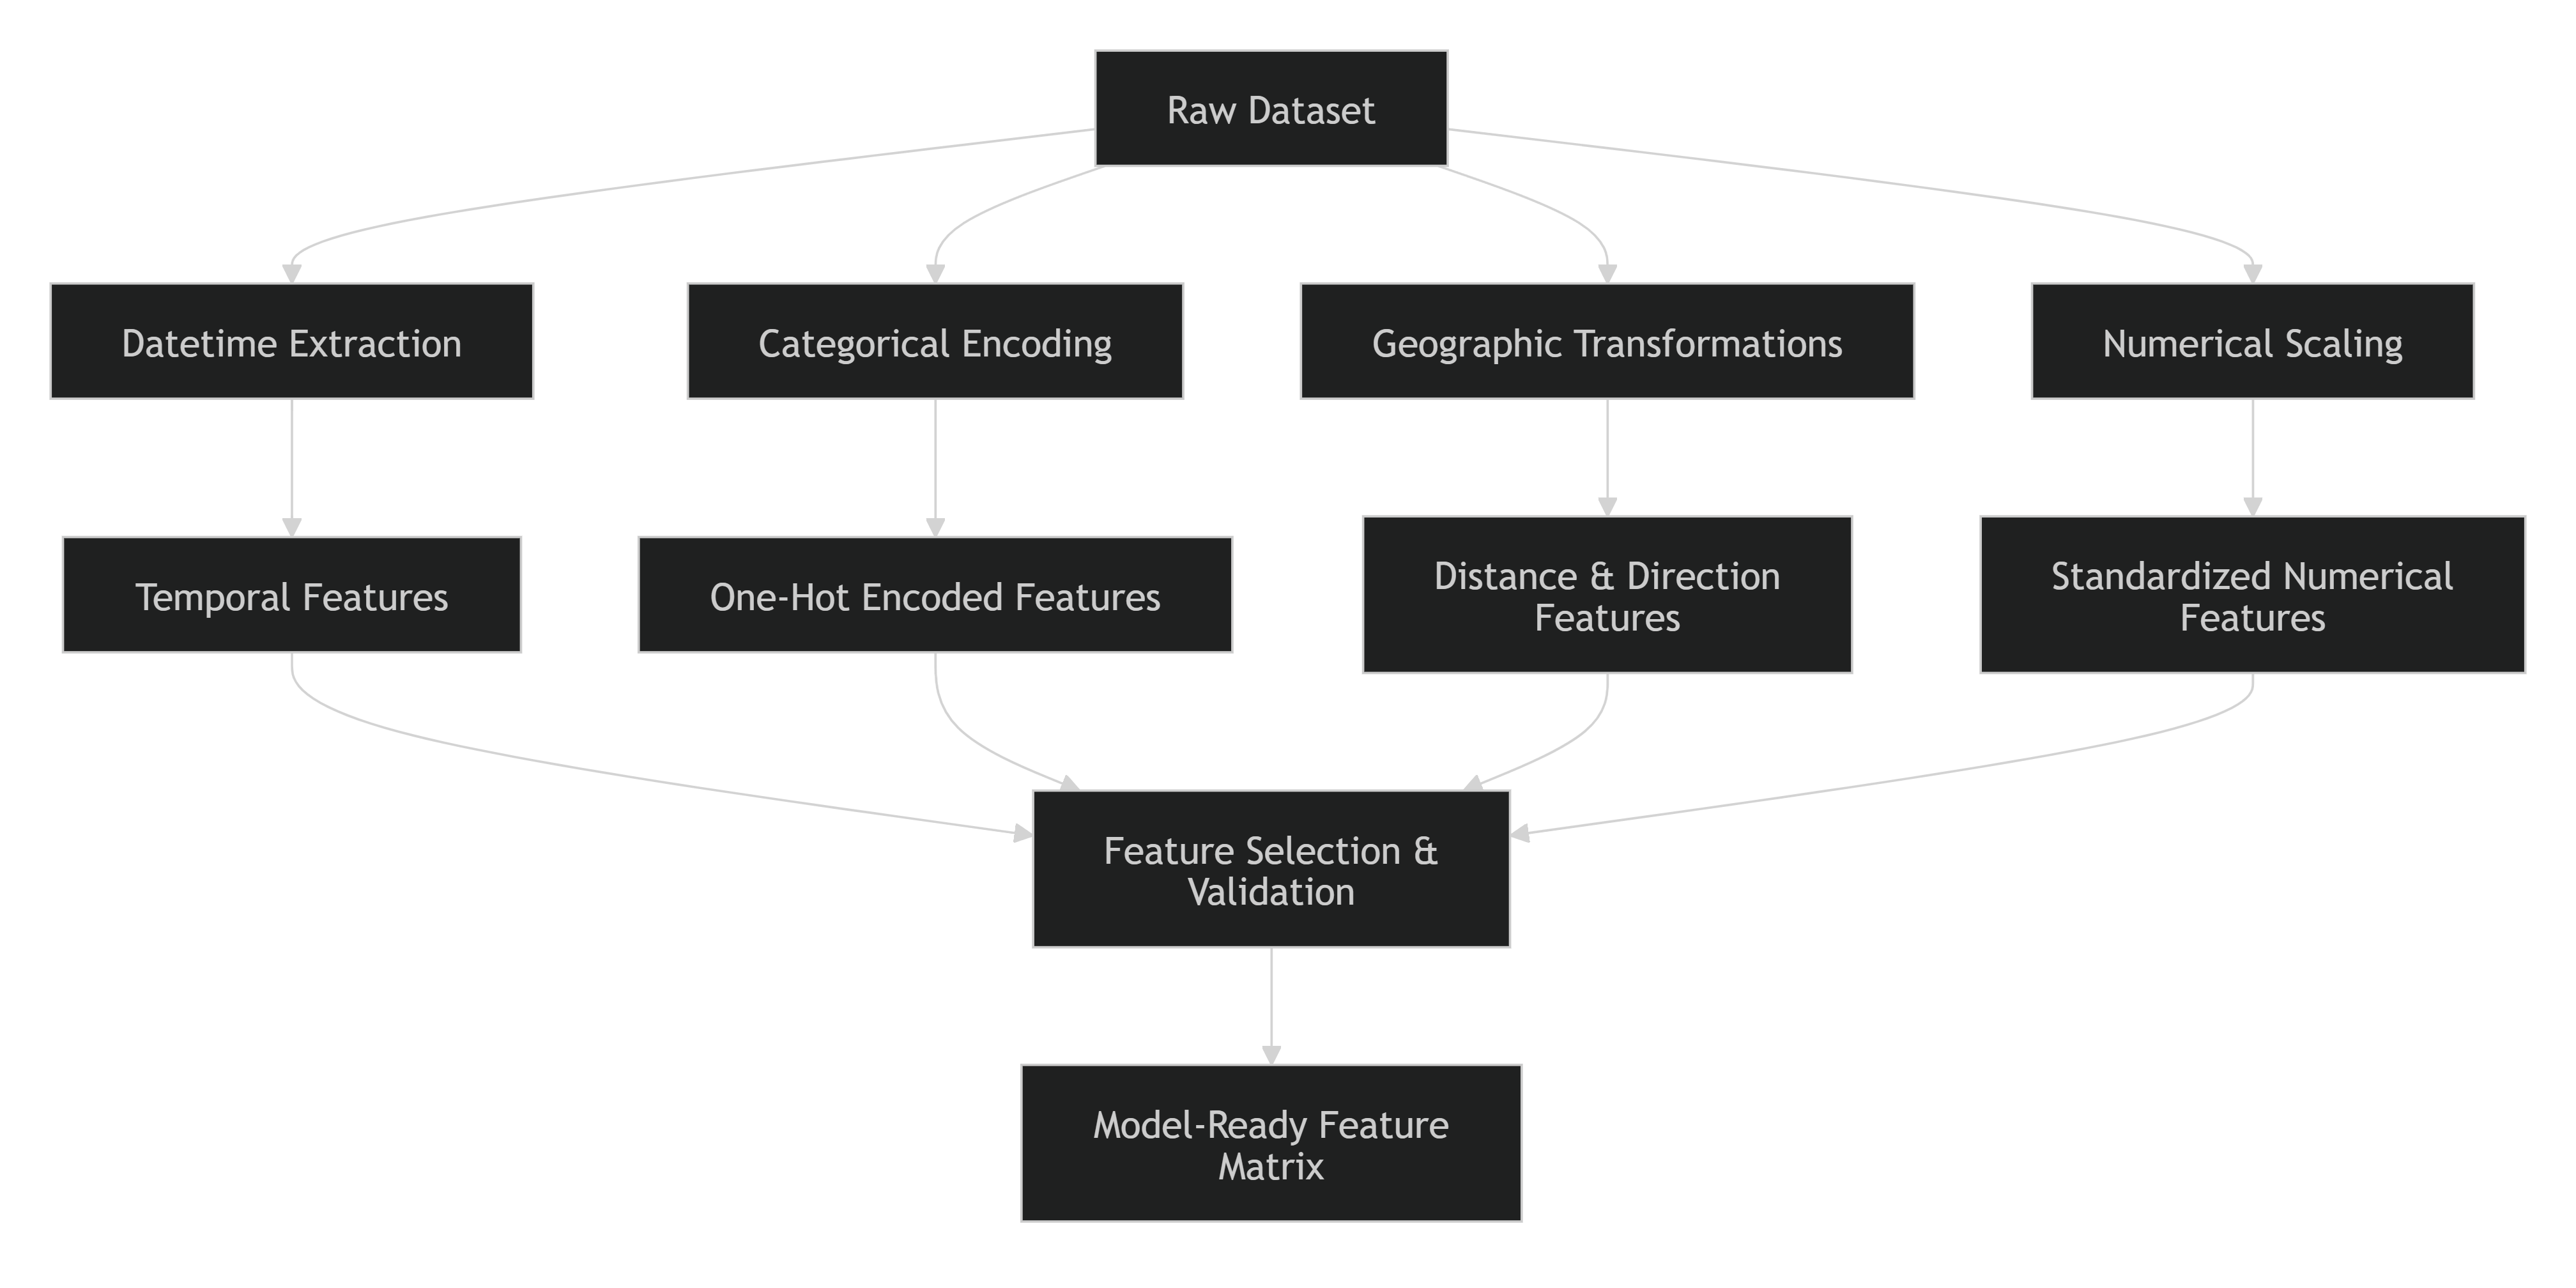 Raw Dataset
Datetime Extraction
Categorical Encoding
Geographic Transformations
Numerical Scaling
Temporal Features
One-Hot Encoded Features
Distance & Direction
Features
Standardized Numerical
Features
Feature Selection &
Validation
Model-Ready Feature
Matrix